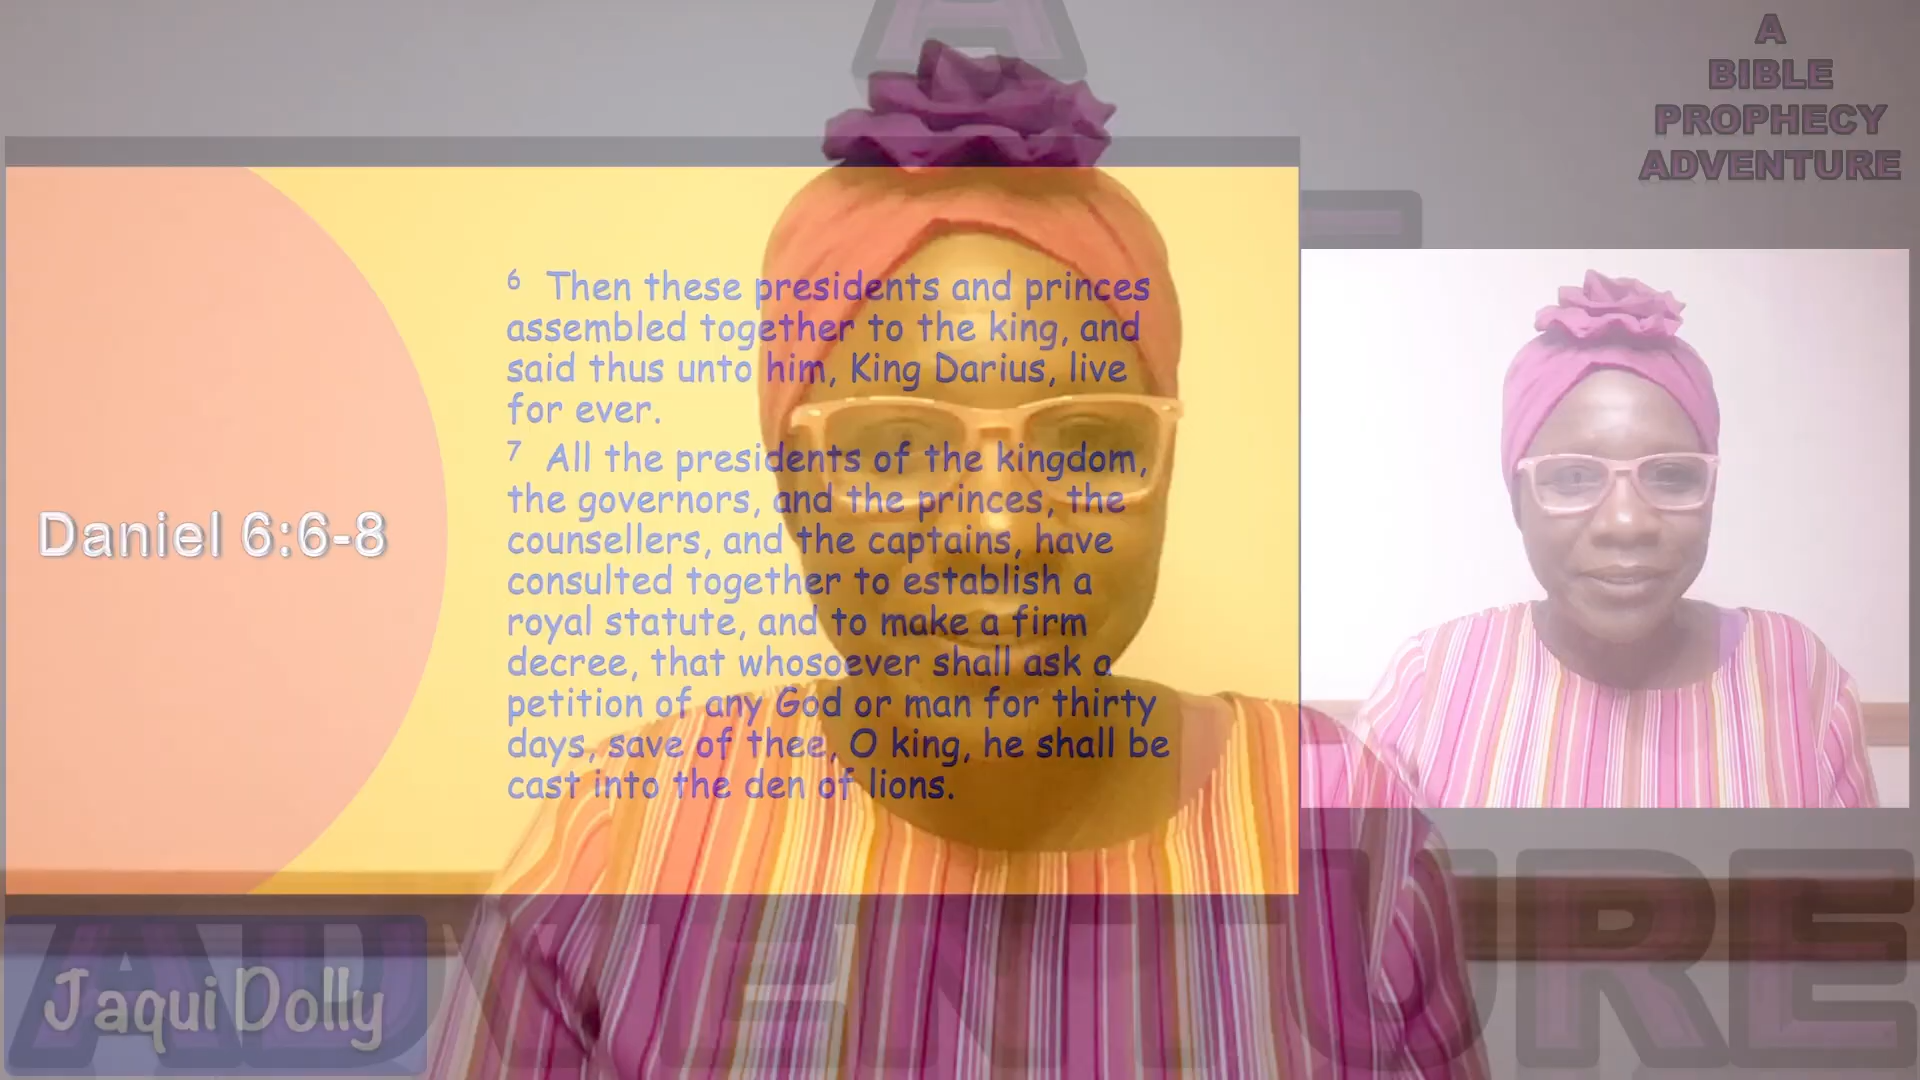 A
BIBLE
PROPHECY
ADVENTURE
Daniel 6:6-8
6 Then these presidents and princes
assembled together to the king, and
said thus unto him, King Darius, live
for ever.
7 All the presidents of the kingdom,
the governors, and the princes, the
counsellers, and the captains, have
consulted together to establish a
royal statute, and to make a firm
decree, that whosoever shall ask a
petition of any God or man for thirty
days, save of thee, O king, he shall be
cast into the den of lions.
Jaqui Dolly
A
ADVENTURE